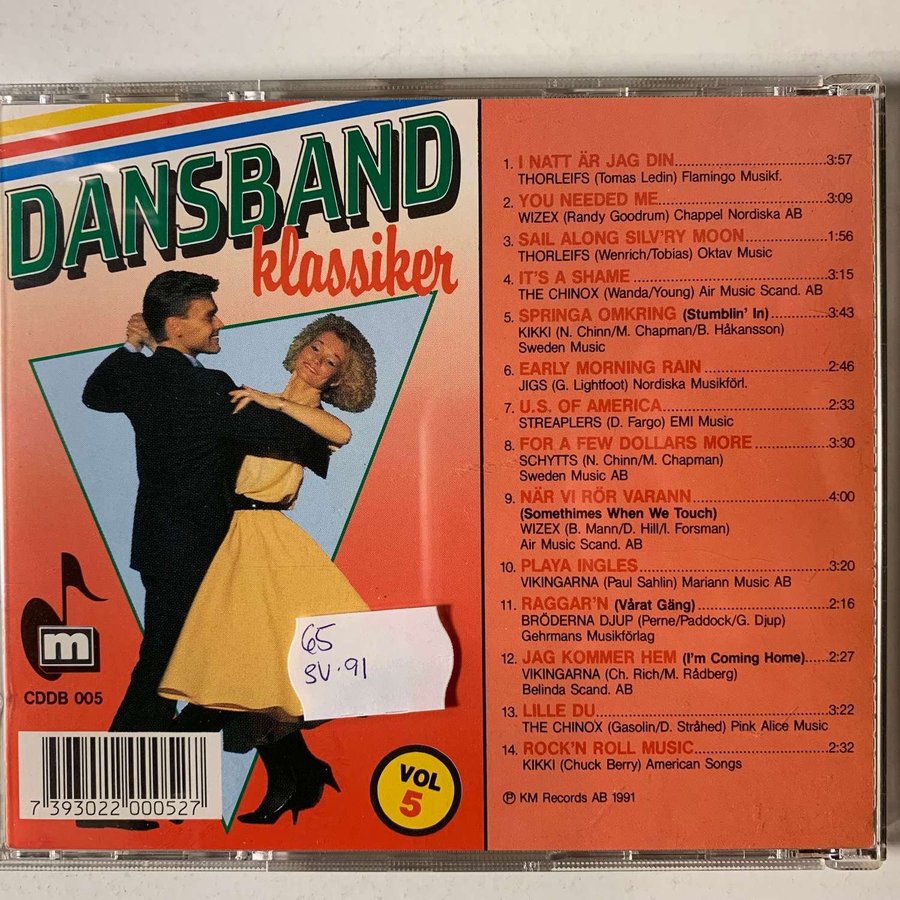 DANSBAND
klassiker
65
SV.91
m
CDDB 005
7 393022 000527
VOL
5
1. I NATT ÄR JAG DIN 3:57
THORLEIFS (Tomas Ledin) Flamingo Musikf.
2. YOU NEEDED ME 3:09
WIZEX (Randy Goodrum) Chappel Nordiska AB
3. SAIL ALONG SILV'RY MOON 1:56
THORLEIFS (Wenrich/Tobias) Oktav Music
4. IT'S A SHAME 3:15
THE CHINOX (Wanda/Young) Air Music Scand. AB
5. SPRINGA OMKRING (Stumblin' In) 3:43
KIKKI (N. Chinn/M. Chapman/B. Håkansson)
Sweden Music
6. EARLY MORNING RAIN 2:46
JIGS (G. Lightfoot) Nordiska Musikförl.
7. U.S. OF AMERICA 2:33
STREAPLERS (D. Fargo) EMI Music
8. FOR A FEW DOLLARS MORE 3:30
SCHYTTS (N. Chinn/M. Chapman)
Sweden Music AB
9. NÄR VI RÖR VARANN 4:00
(Somethimes When We Touch)
WIZEX (B. Mann/D. Hill/I. Forsman)
Air Music Scand. AB
10. PLAYA INGLES 3:20
VIKINGARNA (Paul Sahlin) Mariann Music AB
11. RAGGAR'N (Vårat Gäng) 2:16
BRÖDERNA DJUP (Perne/Paddock/G. Djup)
Gehrmans Musikförlag
12. JAG KOMMER HEM (I'm Coming Home) 2:27
VIKINGARNA (Ch. Rich/M. Rådberg)
Belinda Scand. AB
13. LILLE DU 3:22
THE CHINOX (Gasolin/D. Stråhed) Pink Alice Music
14. ROCK'N ROLL MUSIC 2:32
KIKKI (Chuck Berry) American Songs
℗ KM Records AB 1991